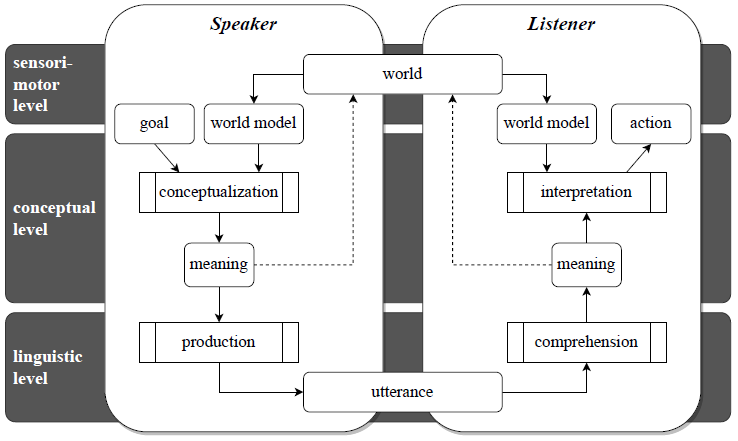 Speaker
Listener
sensori-
motor
level
world
goal
world model
world model
action
conceptual
level
conceptualization
interpretation
meaning
meaning
linguistic
level
production
comprehension
utterance